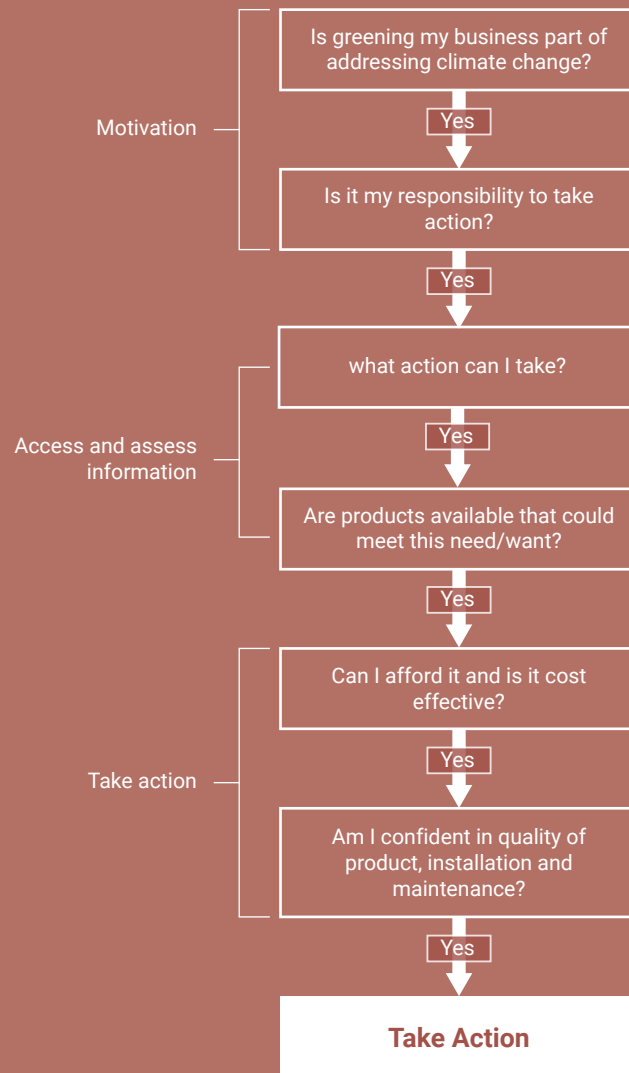 Is greening my business part of
addressing climate change?
Motivation
Yes
Is it my responsibility to take
action?
Yes
what action can I take?
Access and assess
information
Yes
Are products available that could
meet this need/want?
Yes
Can I afford it and is it cost
effective?
Take action
Yes
Am I confident in quality of
product, installation and
maintenance?
Yes
Take Action